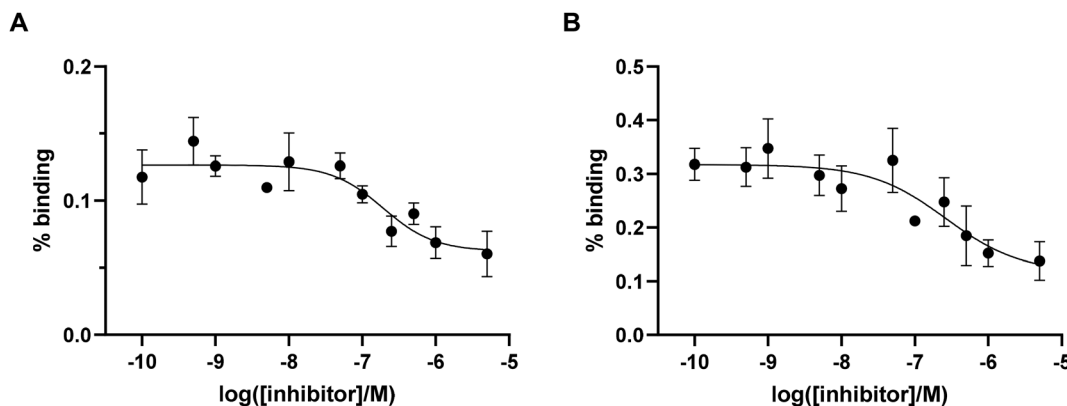 A
% binding
0.2
0.1
0.0
-10 -9 -8 -7 -6 -5
log([inhibitor]/M)
B
% binding
0.5
0.4
0.3
0.2
0.1
0.0
-10 -9 -8 -7 -6 -5
log([inhibitor]/M)